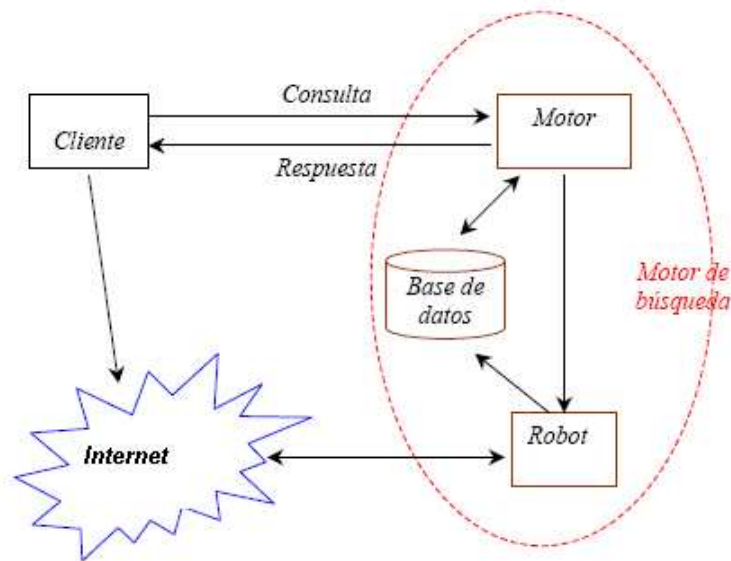 Consulta
Cliente
Motor
Respuesta
Motor de
búsqueda
Base de
datos
Robot
Internet